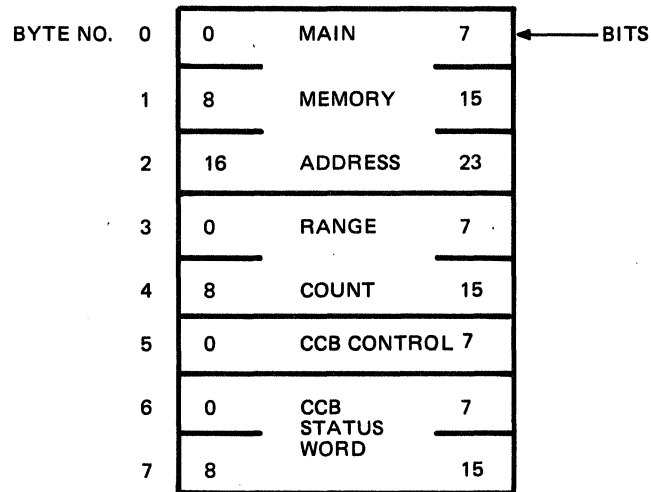 BYTE NO. 0 0 MAIN 7 BITS
1 8 MEMORY 15
2 16 ADDRESS 23
3 0 RANGE 7
4 8 COUNT 15
5 0 CCB CONTROL 7
6 0 CCB 7
STATUS
WORD
7 8 15